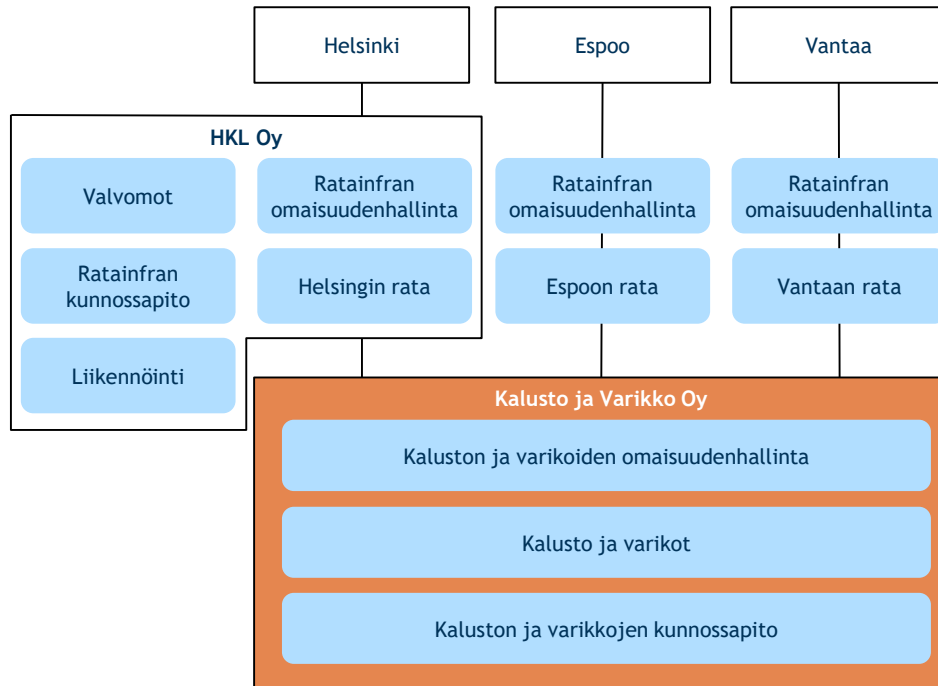 Helsinki
Espoo
Vantaa
HKL Oy
Valvomot
Ratainfran
omaisuudenhallinta
Ratainfran
omaisuudenhallinta
Ratainfran
omaisuudenhallinta
Ratainfran
kunnossapito
Helsingin rata
Espoon rata
Vantaan rata
Liikennöinti
Kalusto ja Varikko Oy
Kaluston ja varikoiden omaisuudenhallinta
Kalusto ja varikot
Kaluston ja varikkojen kunnossapito